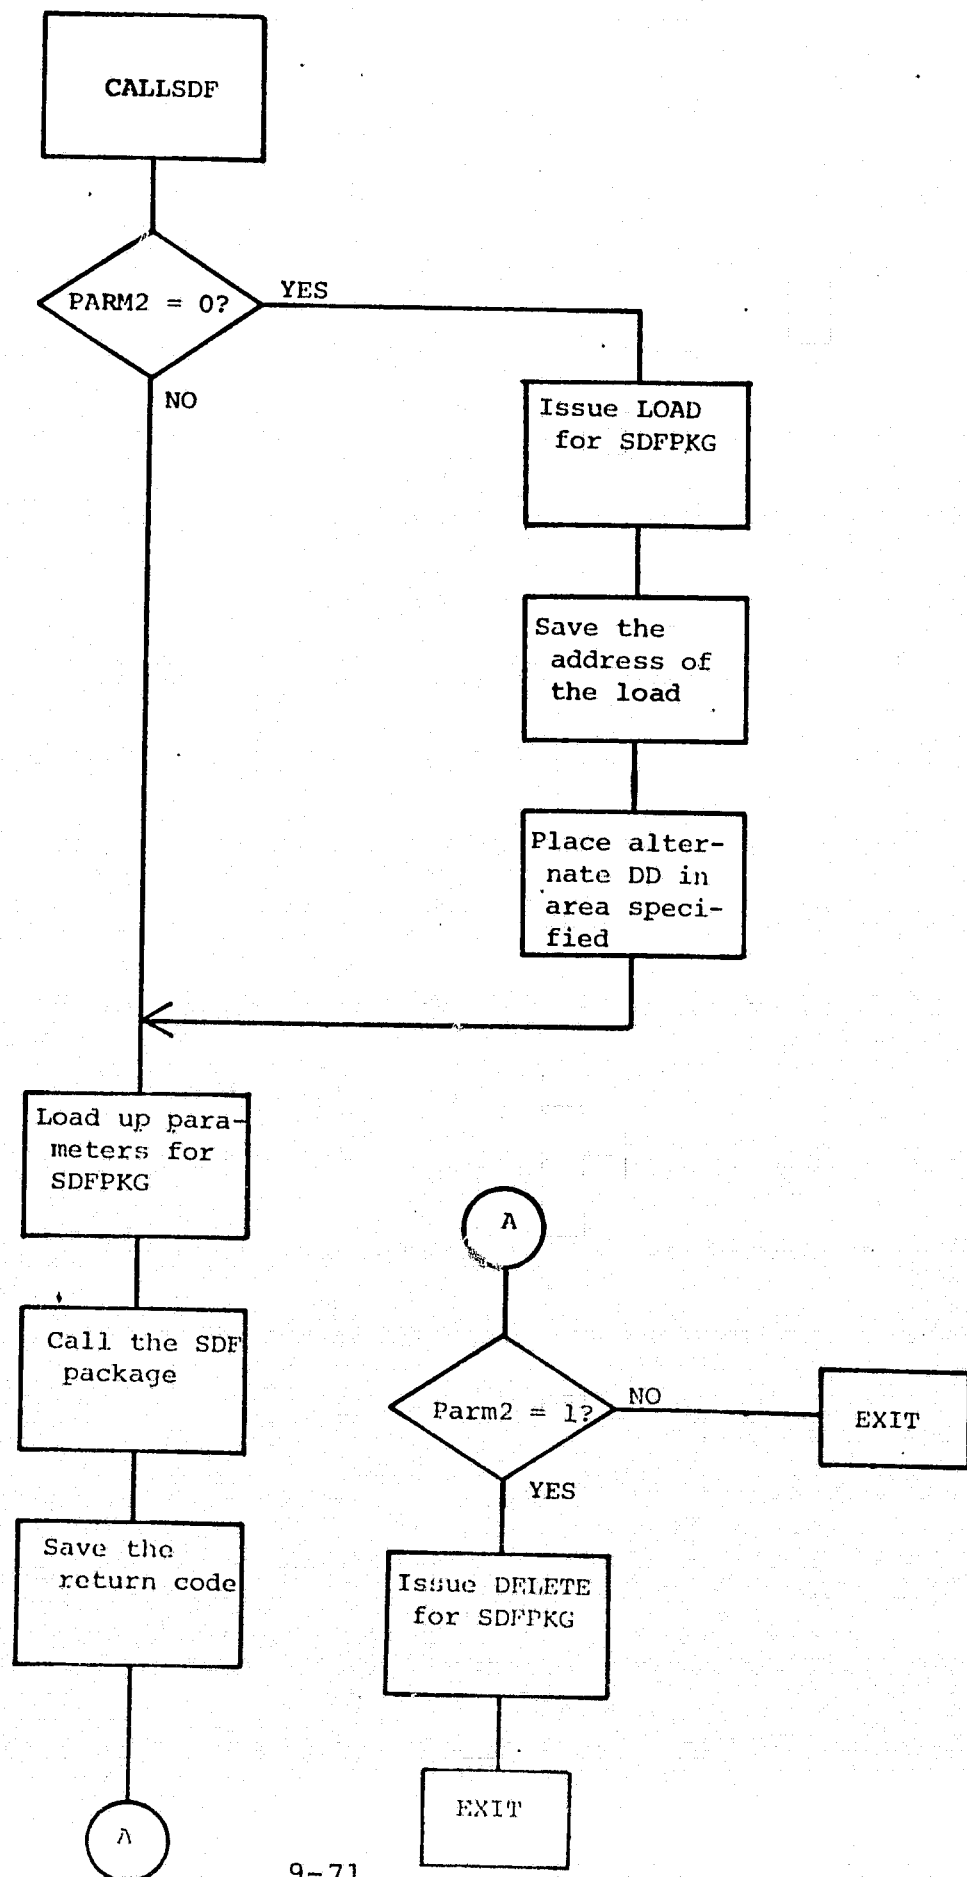 CALLSDF
PARM2 = 0?
YES
NO
Issue LOAD
for SDFPKG
Save the
address of
the load
Place alter-
nate DD in
area speci-
fied
Load up para-
meters for
SDFPKG
Call the SDF
package
Save the
return code
A
A
Parm2 = 1?
NO
EXIT
YES
Issue DELETE
for SDFPKG
EXIT
9-71